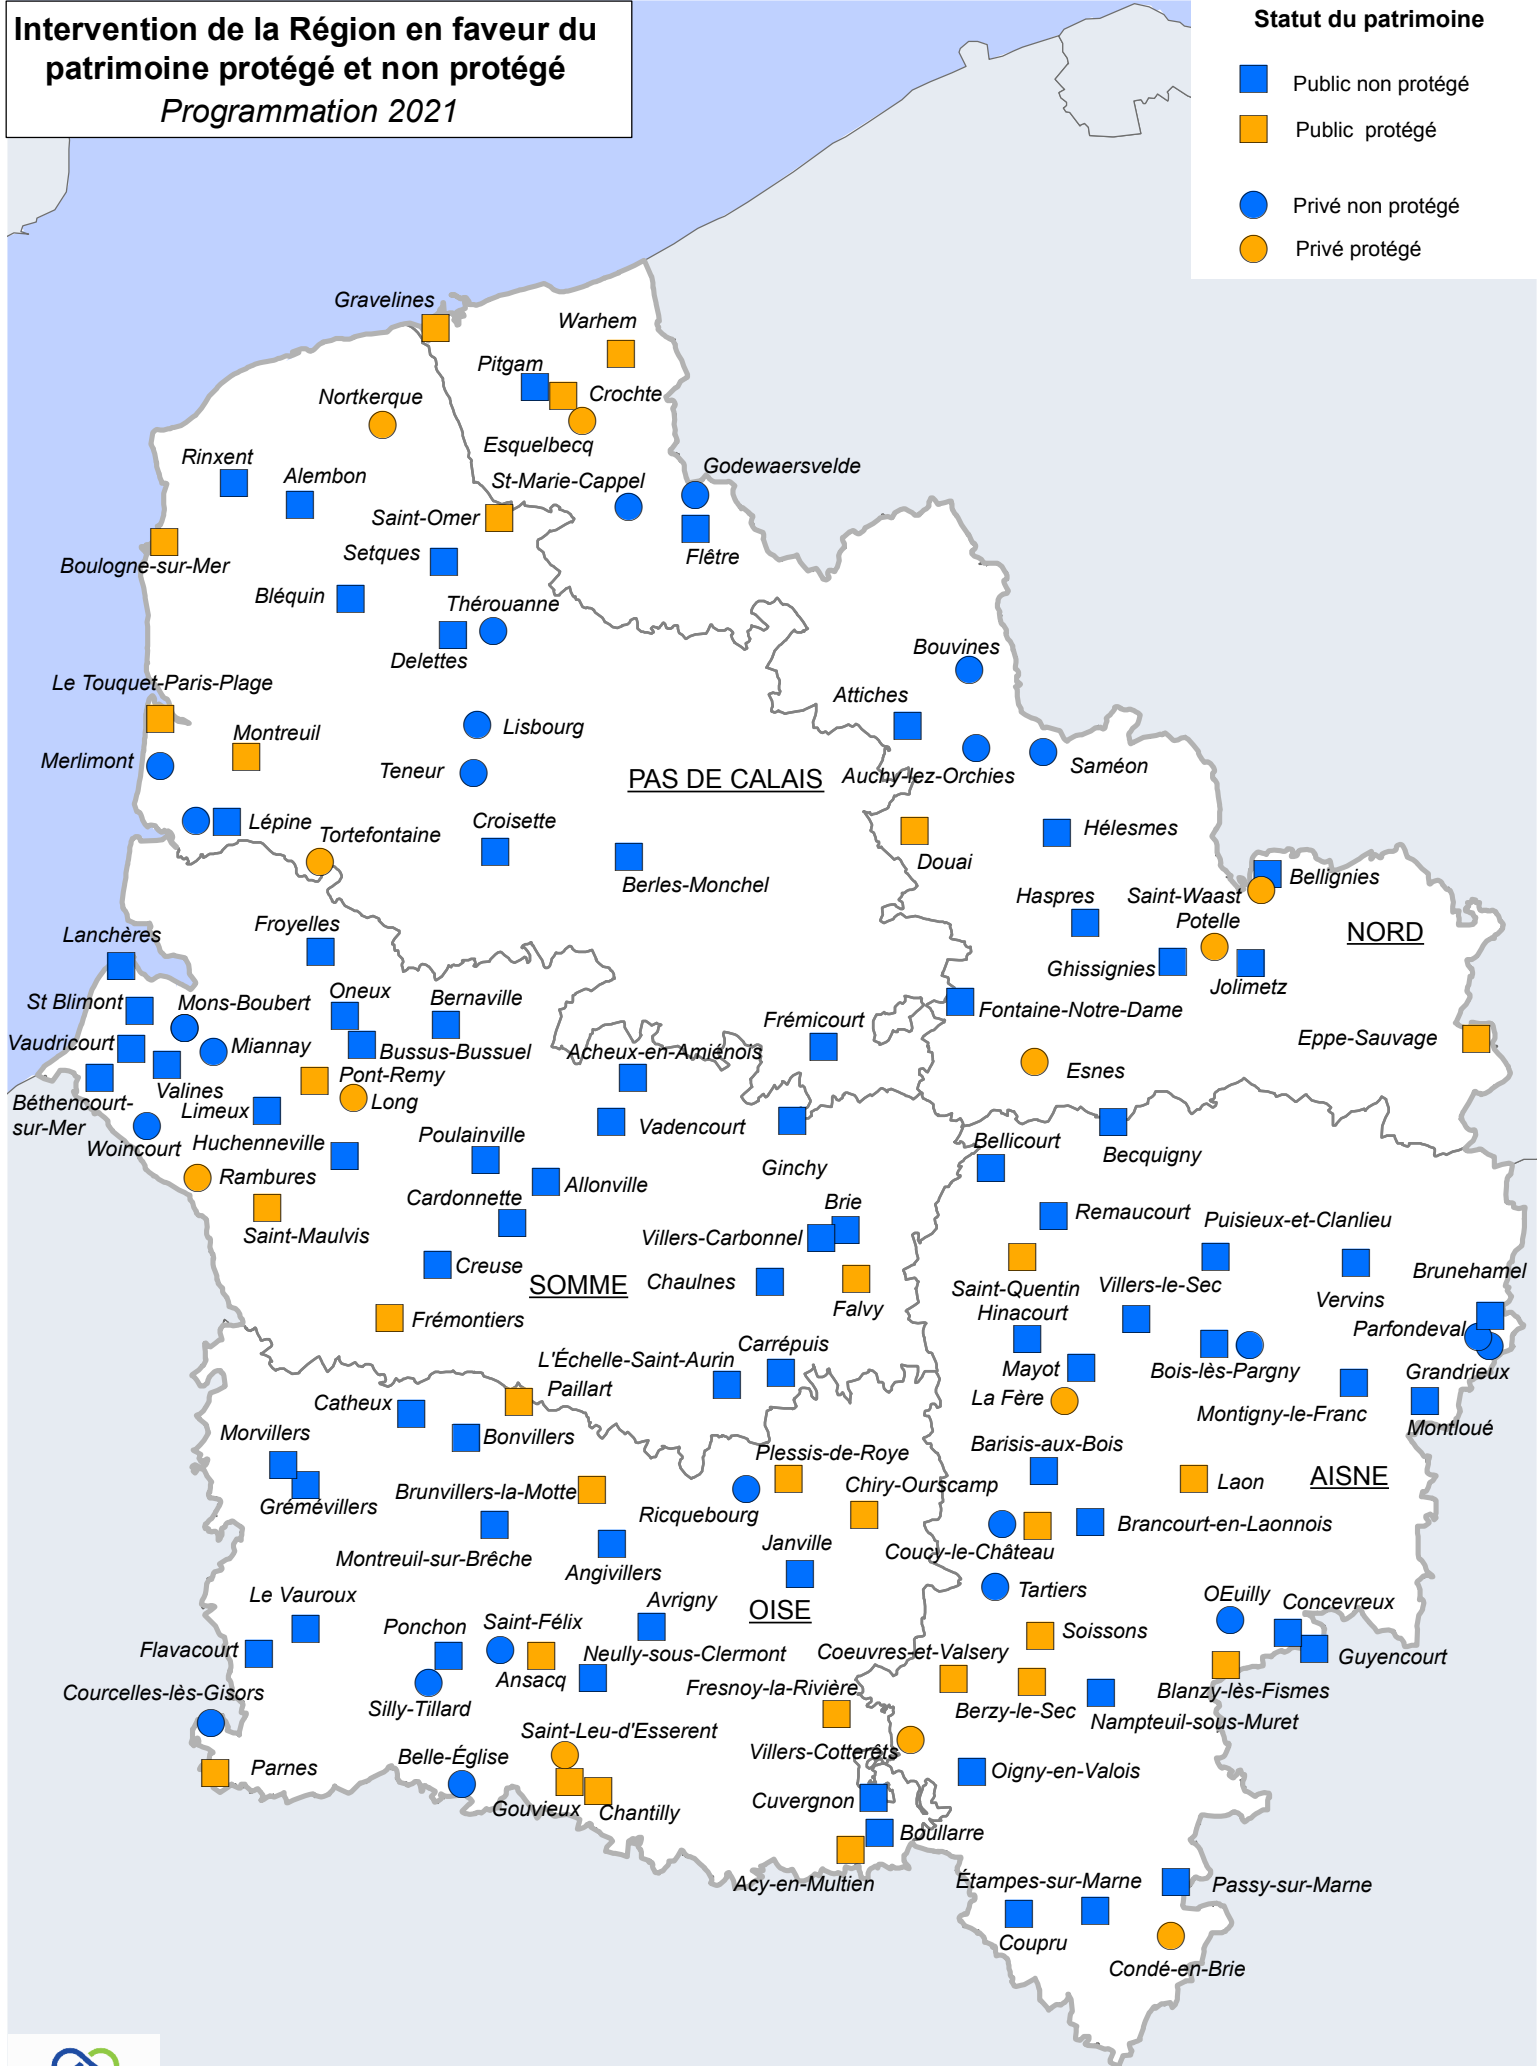 Intervention de la Région en faveur du
patrimoine protégé et non protégé
Programmation 2021
Statut du patrimoine
Public non protégé
Public protégé
Privé non protégé
Privé protégé
Gravelines
Warhem
Pitgam
Crochte
Nortkerque
Esquelbecq
Rinxent
Alembon
St-Marie-Cappel
Godewaersvelde
Saint-Omer
Setques
Flêtre
Boulogne-sur-Mer
Bléquin
Thérouanne
Delettes
Bouvines
Le Touquet-Paris-Plage
Attiches
Montreuil
Lisbourg
Merlimont
Teneur
PAS DE CALAIS
Auchy-lez-Orchies
Saméon
Lépine
Tortefontaine
Croisette
Hélesmes
Douai
Berles-Monchel
Bellignies
Haspres
Saint-Waast
Potelle
Froyelles
NORD
Lanchères
Ghissignies
Jolimetz
St Blimont
Mons-Boubert
Oneux
Bernaville
Fontaine-Notre-Dame
Frémicourt
Eppe-Sauvage
Vaudricourt
Miannay
Bussus-Bussuel
Acheux-en-Amiénois
Esnes
Pont-Remy
Valines
Béthencourt-
sur-Mer
Limeux
Long
Vadencourt
Woincourt
Huchenneville
Poulainville
Bellicourt
Becquigny
Ginchy
Rambures
Allonville
Cardonnette
Brie
Remaucourt
Puisieux-et-Clanlieu
Saint-Maulvis
Villers-Carbonnel
Creuse
SOMME
Chaulnes
Brunehamel
Saint-Quentin
Villers-le-Sec
Falvy
Vervins
Hinacourt
Frémontiers
Parfondeval
Carrépuis
L'Échelle-Saint-Aurin
Mayot
Bois-lès-Pargny
Grandrieux
Paillart
La Fère
Catheux
Montigny-le-Franc
Montloué
Morvillers
Bonvillers
Barisis-aux-Bois
Plessis-de-Roye
Laon
AISNE
Chiry-Ourscamp
Brunvillers-la-Motte
Grémévillers
Ricquebourg
Brancourt-en-Laonnois
Janville
Coucy-le-Château
Montreuil-sur-Brêche
Angivillers
Tartiers
Le Vauroux
Avrigny
OISE
OEuilly
Concevreux
Saint-Félix
Ponchon
Soissons
Flavacourt
Neully-sous-Clermont
Coeuvres-et-Valsery
Guyencourt
Ansacq
Courcelles-lès-Gisors
Fresnoy-la-Rivière
Blanzy-lès-Fismes
Silly-Tillard
Berzy-le-Sec
Nampteuil-sous-Muret
Saint-Leu-d'Esserent
Villers-Cotterêts
Belle-Église
Parnes
Oigny-en-Valois
Cuvergnon
Gouvieux
Chantilly
Boullarre
Acy-en-Multien
Étampes-sur-Marne
Passy-sur-Marne
Coupru
Condé-en-Brie